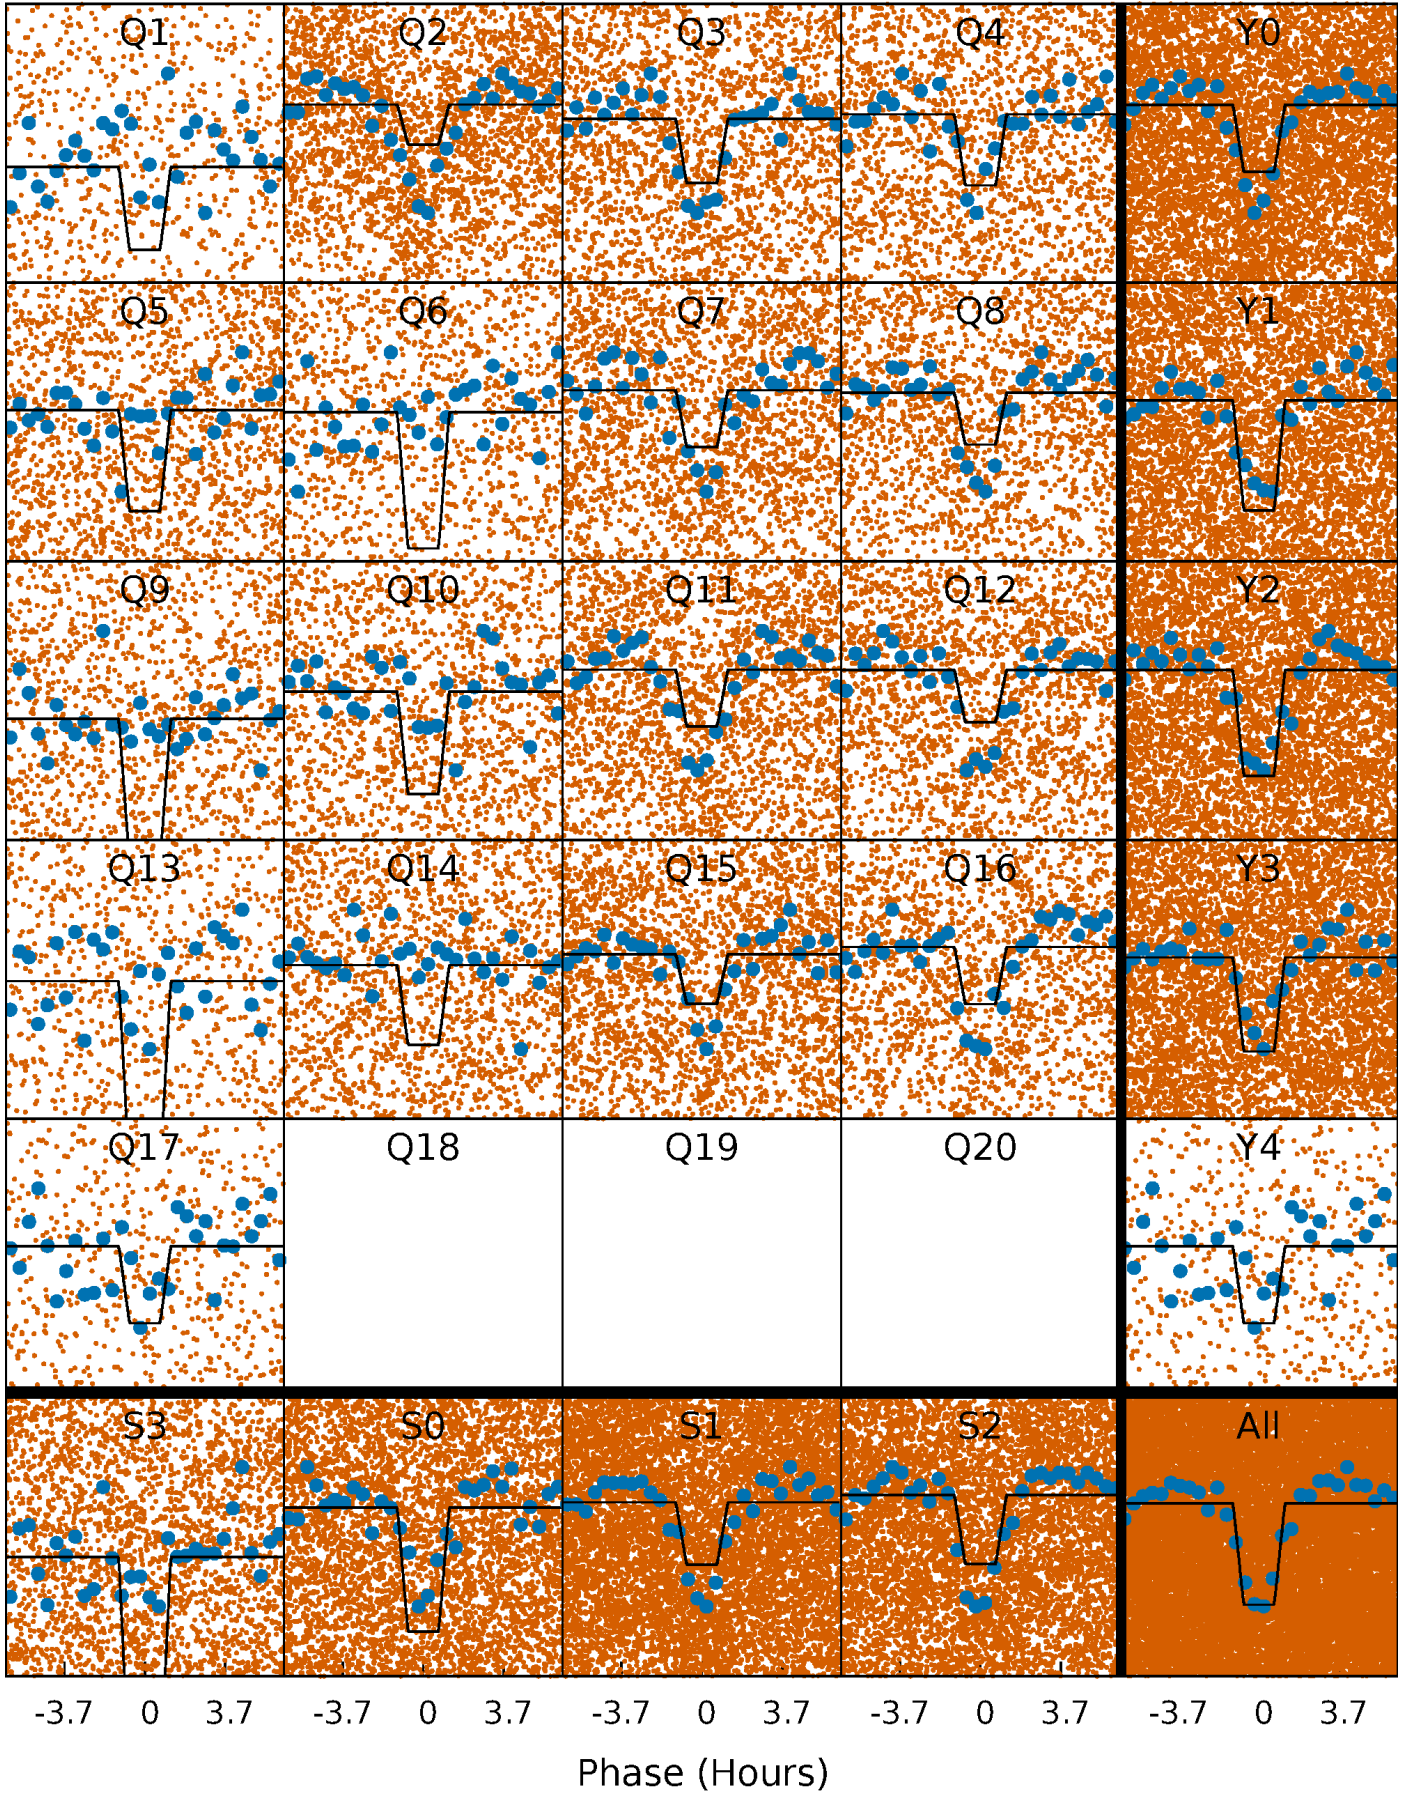 Q1 Q2 Q3 Q4 Y0
Q5 Q6 Q7 Q8 Y1
Q9 Q10 Q11 Q12 Y2
Q13 Q14 Q15 Q16 Y3
Q17 Q18 Q19 Q20 Y4
S3 S0 S1 S2 All
-3.7 0 3.7 -3.7 0 3.7 -3.7 0 3.7 -3.7 0 3.7 -3.7 0 3.7
Phase (Hours)